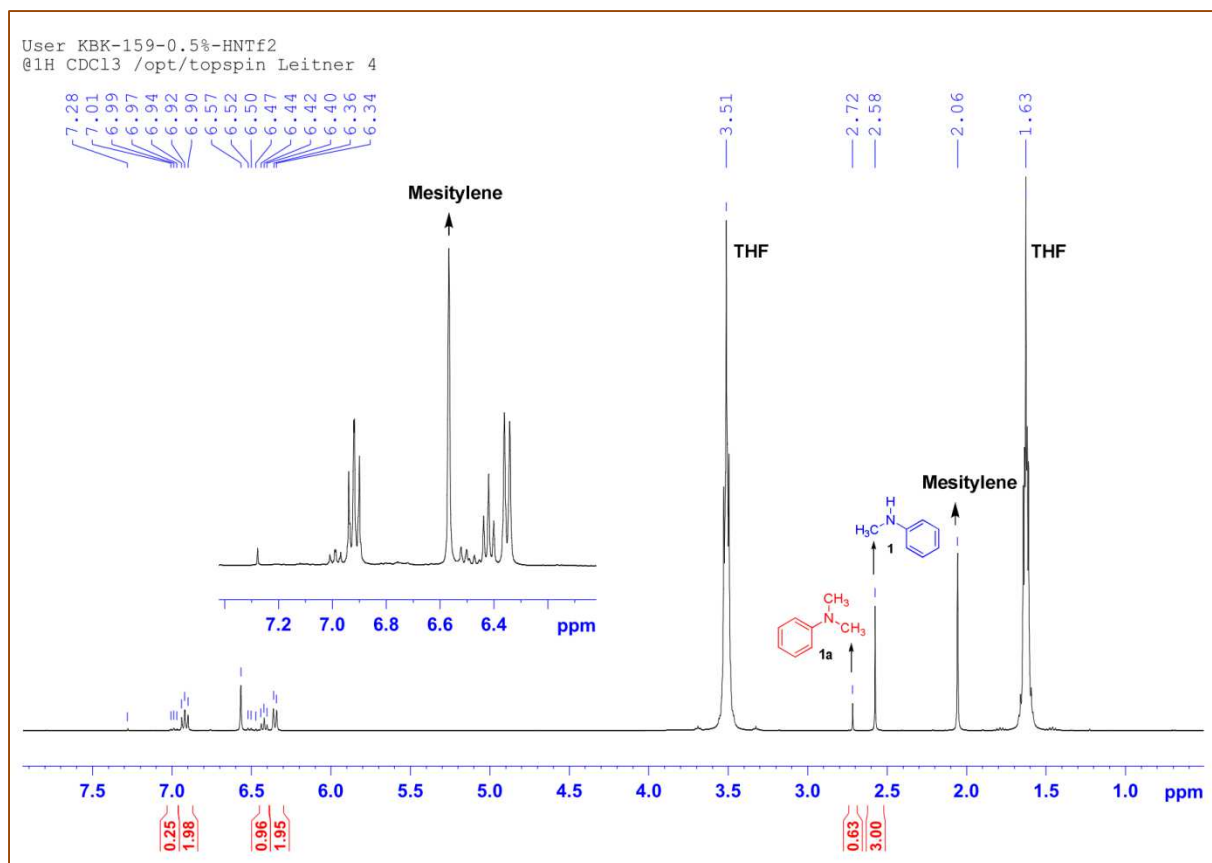 User KBK-159-0.5%-HNTf2
@1H CDCl3 /opt/topspin Leitner 4
7.28
7.01
6.99
6.97
6.94
6.92
6.90
6.57
6.52
6.50
6.47
6.44
6.42
6.40
6.36
6.34
3.51
2.72
2.58
2.06
1.63
Mesitylene
THF
THF
Mesitylene
H
H₃C N
1
CH₃
N CH₃
1a
7.2 7.0 6.8 6.6 6.4 ppm
7.5 7.0 6.5 6.0 5.5 5.0 4.5 4.0 3.5 3.0 2.5 2.0 1.5 1.0 ppm
0.25
1.98
0.96
1.95
0.63
3.00